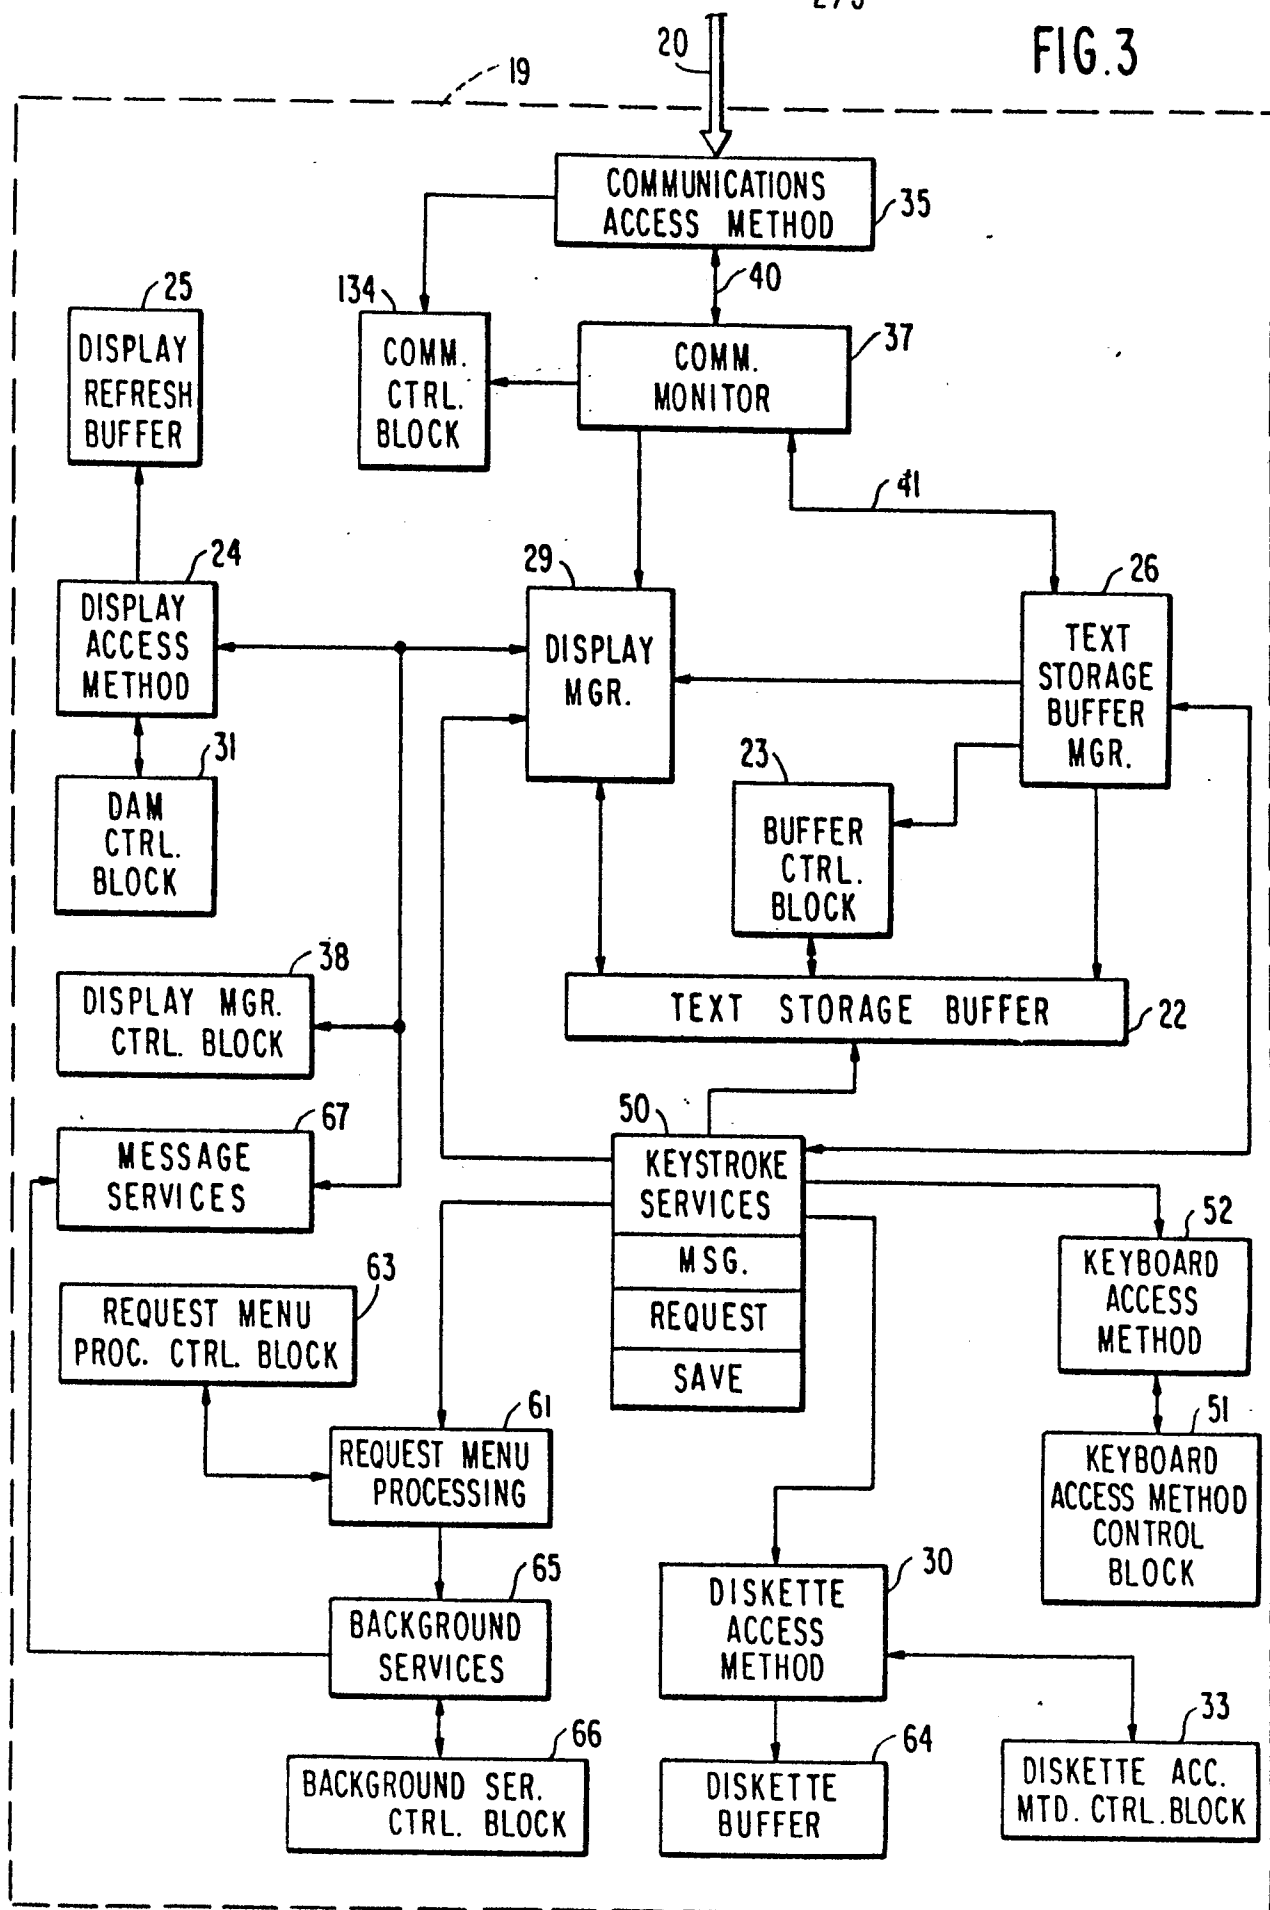 FIG.3
20
19
COMMUNICATIONS
ACCESS METHOD
35
40
25
134
37
DISPLAY
REFRESH
BUFFER
COMM.
CTRL.
BLOCK
COMM.
MONITOR
41
24
29
26
DISPLAY
ACCESS
METHOD
DISPLAY
MGR.
TEXT
STORAGE
BUFFER
MGR.
31
23
DAM
CTRL.
BLOCK
BUFFER
CTRL.
BLOCK
38
DISPLAY MGR.
CTRL. BLOCK
TEXT STORAGE BUFFER
22
67
50
MESSAGE
SERVICES
KEYSTROKE
SERVICES
MSG.
REQUEST
SAVE
52
KEYBOARD
ACCESS
METHOD
63
REQUEST MENU
PROC. CTRL. BLOCK
61
51
REQUEST MENU
PROCESSING
KEYBOARD
ACCESS METHOD
CONTROL
BLOCK
65
30
BACKGROUND
SERVICES
DISKETTE
ACCESS
METHOD
66
64
33
BACKGROUND SER.
CTRL. BLOCK
DISKETTE
BUFFER
DISKETTE ACC.
MTD. CTRL. BLOCK